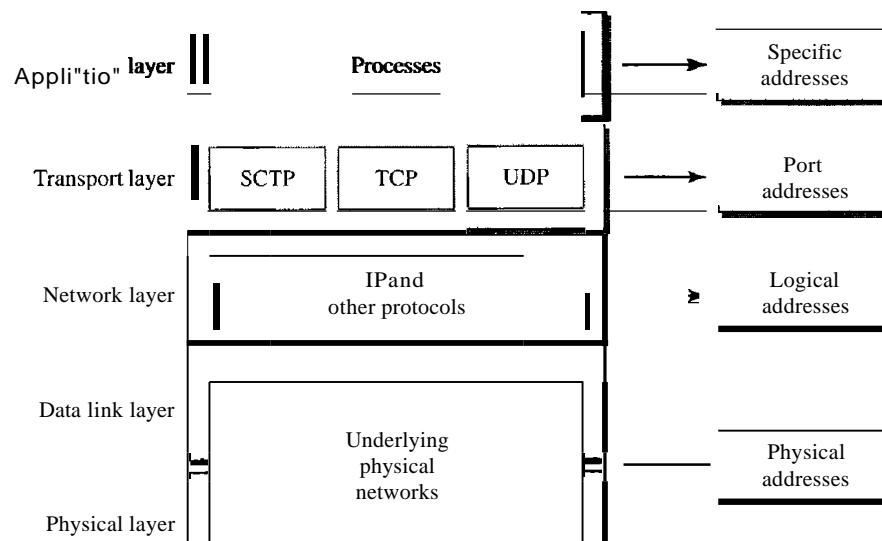 Appli"tio" layer
Processes
Specific
addresses
Transport layer
SCTP
TCP
UDP
Port
addresses
Network layer
IPand
other protocols
Logical
addresses
Data link layer
Underlying
physical
networks
Physical
addresses
Physical layer